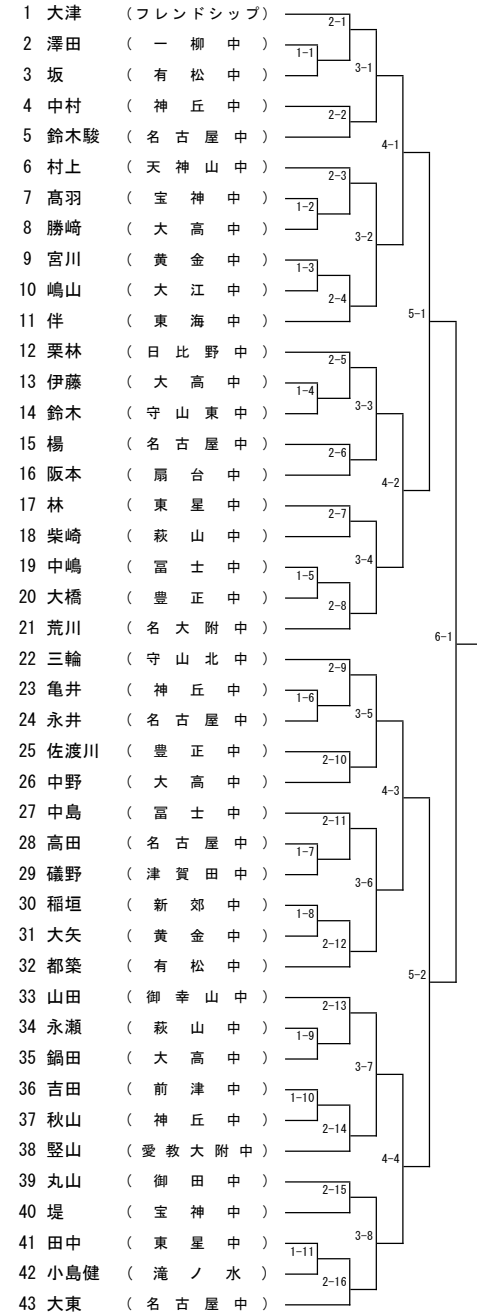 1 大津 (フレンドシップ)
2 澤田 ( 一 柳 中 )
3 坂 ( 有 松 中 )
4 中村 ( 神 丘 中 )
5 鈴木駿 ( 名 古 屋 中 )
6 村上 ( 天 神 山 中 )
7 髙羽 ( 宝 神 中 )
8 勝﨑 ( 大 高 中 )
9 宮川 ( 黄 金 中 )
10 嶋山 ( 大 江 中 )
11 伴 ( 東 海 中 )
12 栗林 ( 日 比 野 中 )
13 伊藤 ( 大 高 中 )
14 鈴木 ( 守 山 東 中 )
15 楊 ( 名 古 屋 中 )
16 阪本 ( 扇 台 中 )
17 林 ( 東 星 中 )
18 柴崎 ( 萩 山 中 )
19 中嶋 ( 冨 士 中 )
20 大橋 ( 豊 正 中 )
21 荒川 ( 名 大 附 中 )
22 三輪 ( 守 山 北 中 )
23 亀井 ( 神 丘 中 )
24 永井 ( 名 古 屋 中 )
25 佐渡川 ( 豊 正 中 )
26 中野 ( 大 高 中 )
27 中島 ( 冨 士 中 )
28 高田 ( 名 古 屋 中 )
29 礒野 ( 津 賀 田 中 )
30 稲垣 ( 新 郊 中 )
31 大矢 ( 黄 金 中 )
32 都築 ( 有 松 中 )
33 山田 ( 御 幸 山 中 )
34 永瀬 ( 萩 山 中 )
35 鍋田 ( 大 高 中 )
36 吉田 ( 前 津 中 )
37 秋山 ( 神 丘 中 )
38 竪山 ( 愛 教 大 附 中 )
39 丸山 ( 御 田 中 )
40 堤 ( 宝 神 中 )
41 田中 ( 東 星 中 )
42 小島健 ( 滝 ノ 水 )
43 大東 ( 名 古 屋 中 )
1-1
1-2
1-3
1-4
1-5
1-6
1-7
1-8
1-9
1-10
1-11
2-1
2-2
2-3
2-4
2-5
2-6
2-7
2-8
2-9
2-10
2-11
2-12
2-13
2-14
2-15
2-16
3-1
3-2
3-3
3-4
3-5
3-6
3-7
3-8
4-1
4-2
4-3
4-4
5-1
5-2
6-1